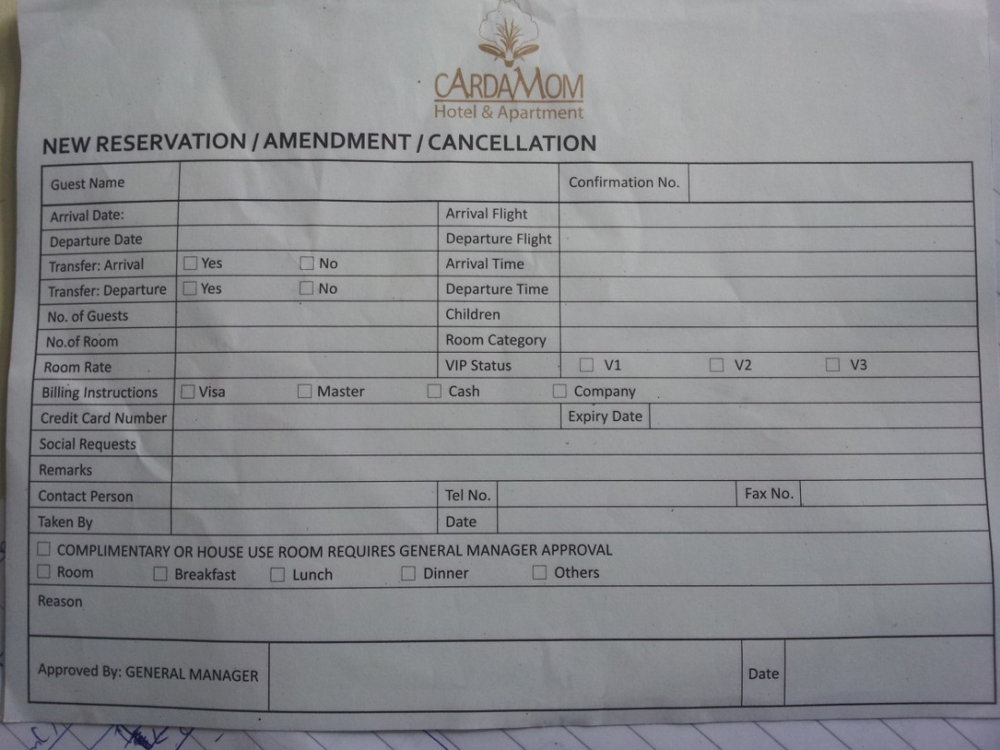 CARDAMOM
Hotel & Apartment
NEW RESERVATION / AMENDMENT / CANCELLATION
Guest Name Confirmation No.
Arrival Date: Arrival Flight
Departure Date Departure Flight
Transfer: Arrival Yes No Arrival Time
Transfer: Departure Yes No Departure Time
No. of Guests Children
No.of Room Room Category
Room Rate VIP Status V1 V2 V3
Billing Instructions Visa Master Cash Company
Credit Card Number Expiry Date
Social Requests
Remarks
Contact Person Tel No. Fax No.
Taken By Date
COMPLIMENTARY OR HOUSE USE ROOM REQUIRES GENERAL MANAGER APPROVAL
Room Breakfast Lunch Dinner Others
Reason
Approved By: GENERAL MANAGER Date